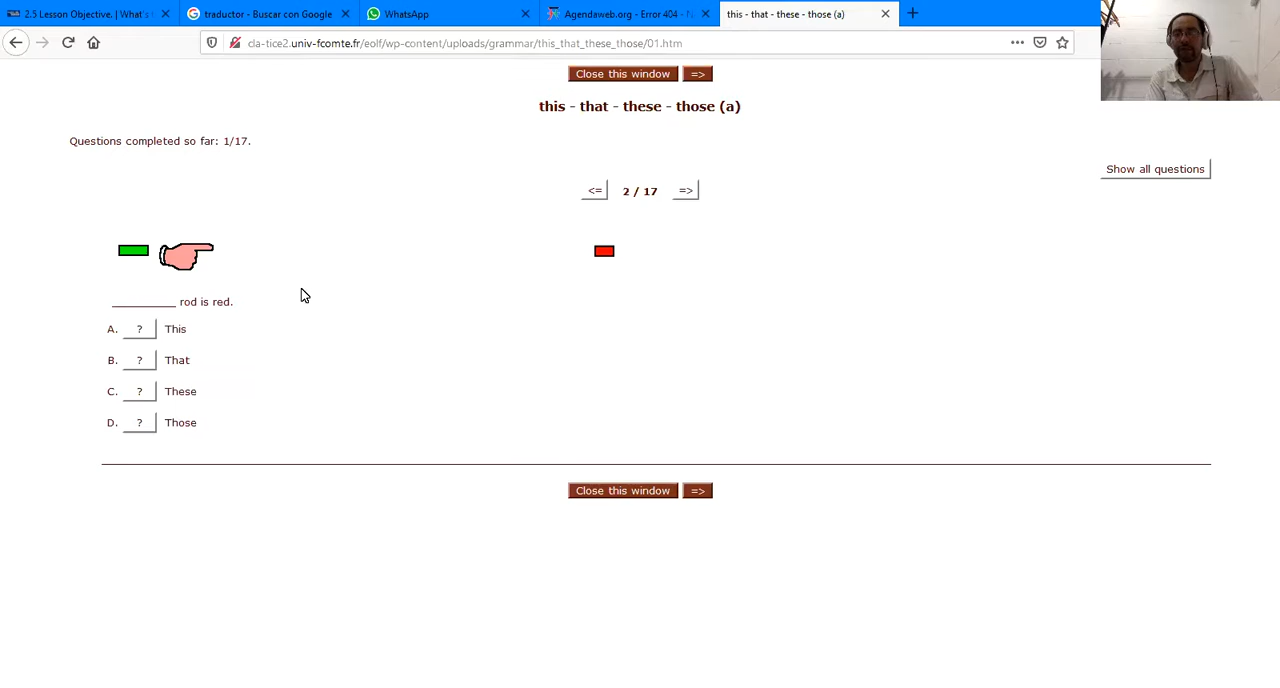 2.5 Lesson Objective. | What's
traductor - Buscar con Google
WhatsApp
Agendaweb.org - Error 404 - N
this - that - these - those (a)
cla-tice2.univ-fcomte.fr/eolf/wp-content/uploads/grammar/this_that_these_those/01.htm
Close this window =>
this - that - these - those (a)
Questions completed so far: 1/17.
Show all questions
<= 2 / 17 =>
__________ rod is red.
A. ? This
B. ? That
C. ? These
D. ? Those
Close this window =>